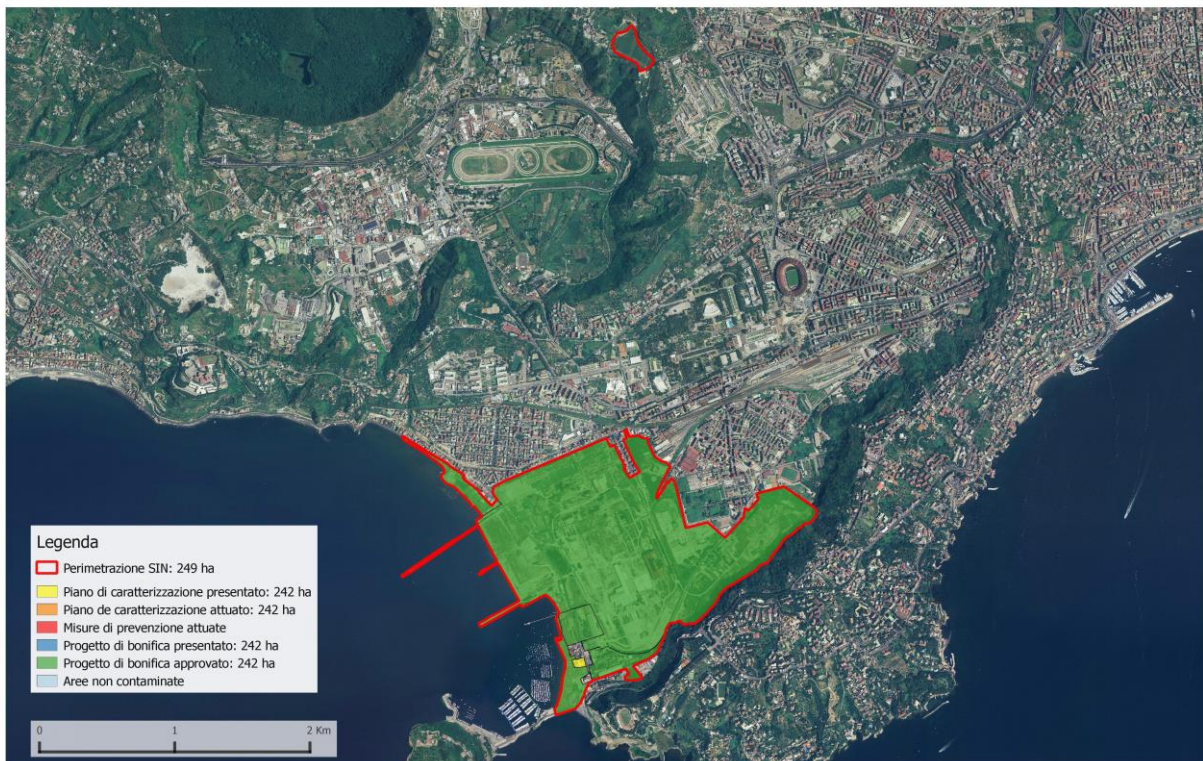 Legenda
Perimetrazione SIN: 249 ha
Piano di caratterizzazione presentato: 242 ha
Piano de caratterizzazione attuato: 242 ha
Misure di prevenzione attuate
Progetto di bonifica presentato: 242 ha
Progetto di bonifica approvato: 242 ha
Aree non contaminate
0 1 2 Km